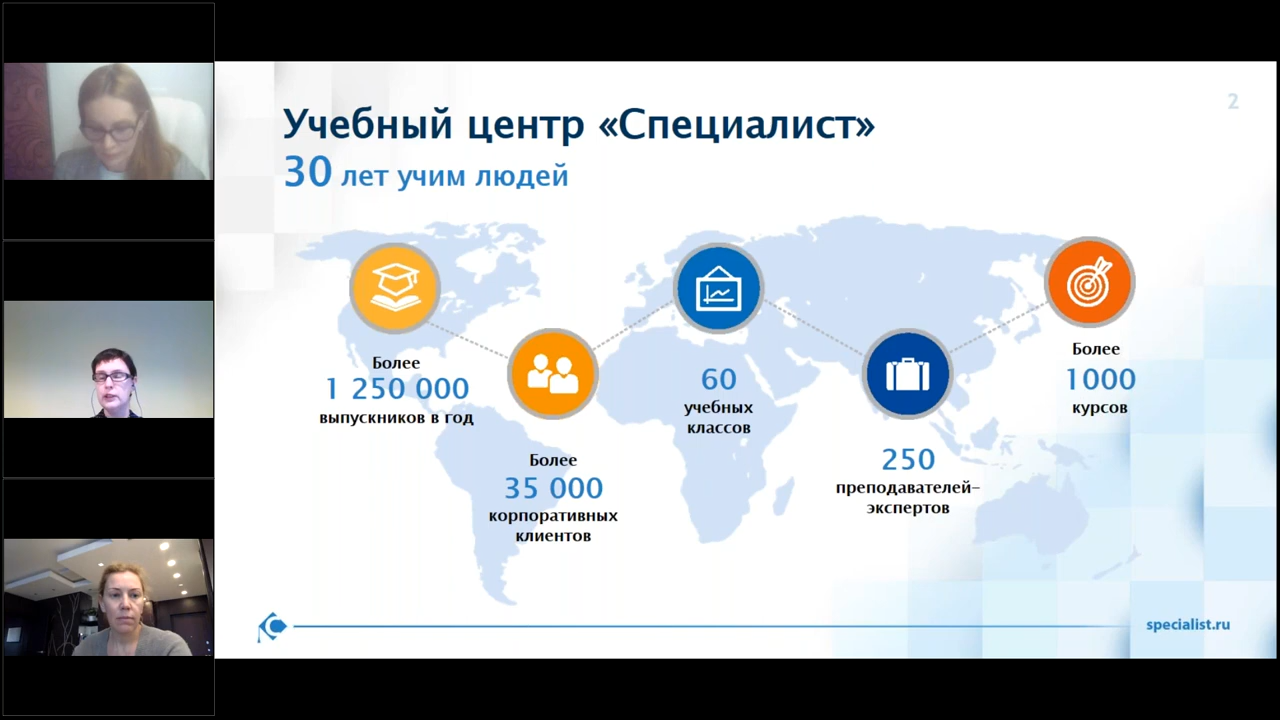 2
Учебный центр «Специалист»
30 лет учим людей
Более
1 250 000
выпускников в год
Более
35 000
корпоративных
клиентов
60
учебных
классов
250
преподавателей-
экспертов
Более
1000
курсов
specialist.ru